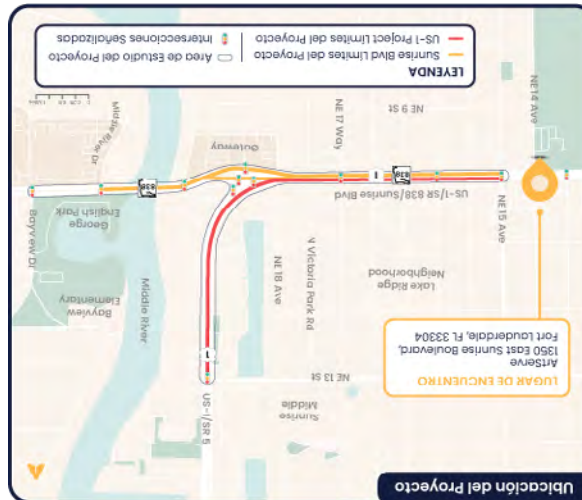 Ubicación del Proyecto
US-1/SR 5
Sunrise
Middle
NE 13 St
LUGAR DE ENCUENTRO
ArtServe
1350 East Sunrise Boulevard,
Fort Lauderdale, FL 33304
1
Bayview
Elementary
Lake Ridge
Neighborhood
N Victoria Park Rd
NE 18 Ave
Middle River
George
English Park
Bayview Dr
NE 15 Ave
US-1/SR 838/Sunrise Blvd
838
1
838
NE 14 Ave
NE 17 Way
Gateway
Middle River Dr
NE 9 St
LEYENDA
Sunrise Blvd Límites del Proyecto
US-1 Project Límites del Proyecto
Área de Estudio del Proyecto
Intersecciones Señalizadas